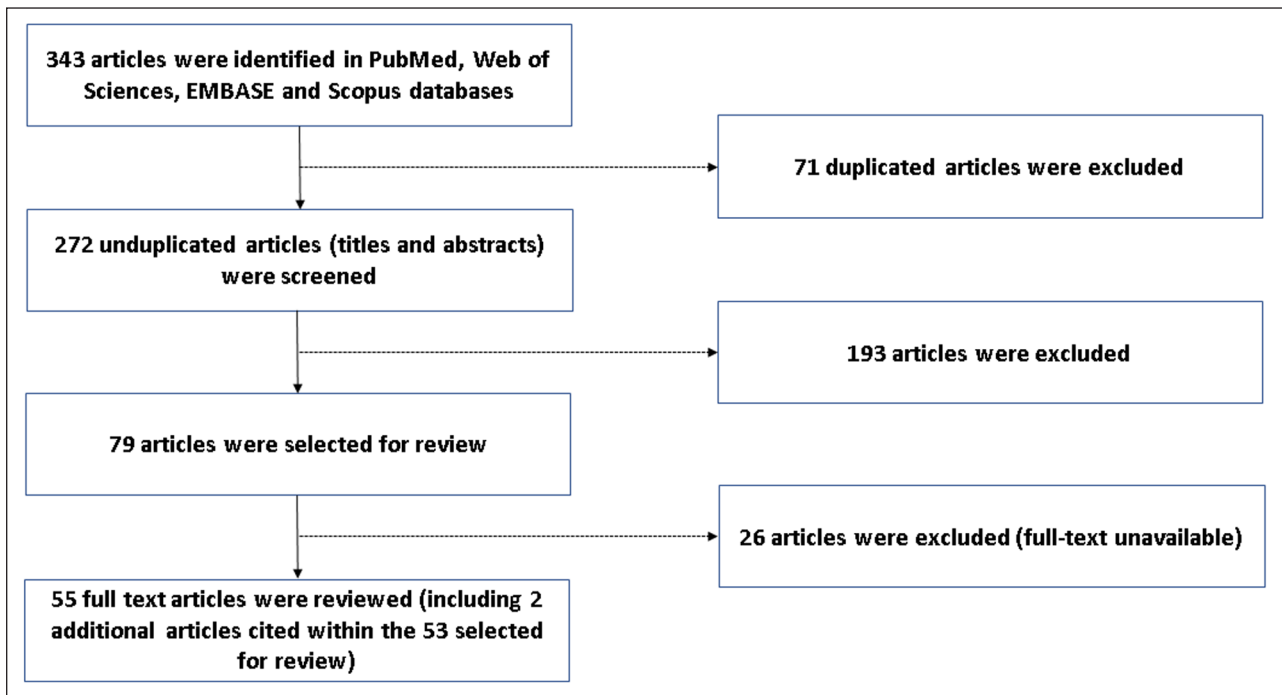 343 articles were identified in PubMed, Web of
Sciences, EMBASE and Scopus databases
71 duplicated articles were excluded
272 unduplicated articles (titles and abstracts)
were screened
193 articles were excluded
79 articles were selected for review
26 articles were excluded (full-text unavailable)
55 full text articles were reviewed (including 2
additional articles cited within the 53 selected
for review)